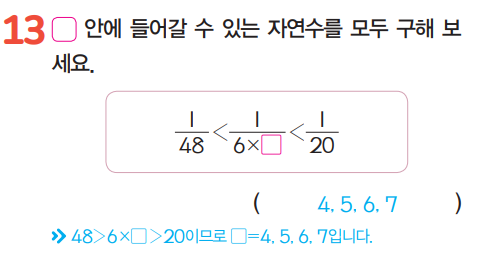 13 □ 안에 들어갈 수 있는 자연수를 모두 구해 보
세요.
1/48 < 1/(6×□) < 1/20
( 4, 5, 6, 7 )
48>6×□>20이므로 □=4, 5, 6, 7입니다.